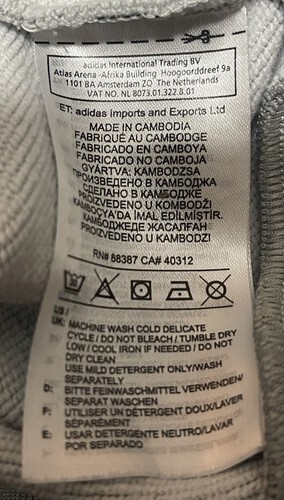 adidas International Trading BV
Atlas Arena -Afrika Building Hoogoorddreef 9a
1101 BA Amsterdam ZO The Netherlands
VAT NO. NL 8073.01.322.B.01
ET: adidas Imports and Exports Ltd
MADE IN CAMBODIA
FABRIQUÉ AU CAMBODGE
FABRICADO EN CAMBOYA
FABRICADO NO CAMBOJA
GYÁRTVA: KAMBODZSA
ПРОИЗВЕДЕНО В КАМБОДЖА
СДЕЛАНО В КАМБОДЖЕ
PROIZVEDENO U KOMBODŽI
KAMBOÇYA'DA İMAL EDİLMİŞTİR.
КАМБОДЖЕДЕ ЖАСАЛҒАН
PROIZVEDENO U KAMBODZI
RN# 88387 CA# 40312
30
US /
UK: MACHINE WASH COLD DELICATE
CYCLE / DO NOT BLEACH / TUMBLE DRY
LOW / COOL IRON IF NEEDED / DO NOT
DRY CLEAN
USE MILD DETERGENT ONLY/WASH
SEPARATELY
D: BITTE FEINWASCHMITTEL VERWENDEN/
SEPARAT WASCHEN
F: UTILISER UN DÉTERGENT DOUX/LAVER
SÉPARÉMENT
E: USAR DETERGENTE NEUTRO/LAVAR
POR SEPARADO